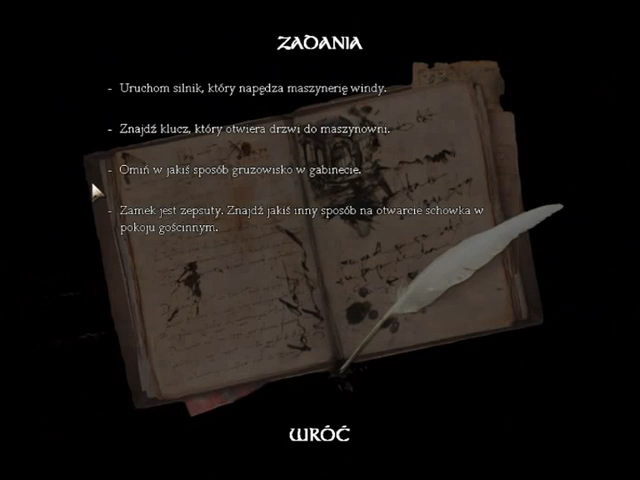 ZADANIA
- Uruchom silnik, który napędza maszynerię windy.
- Znajdź klucz, który otwiera drzwi do maszynowni.
- Omiń w jakiś sposób gruzowisko w gabinecie.
- Zamek jest zepsuty. Znajdź jakiś inny sposób na otwarcie schowka w
pokoju gościnnym.
WRÓĆ